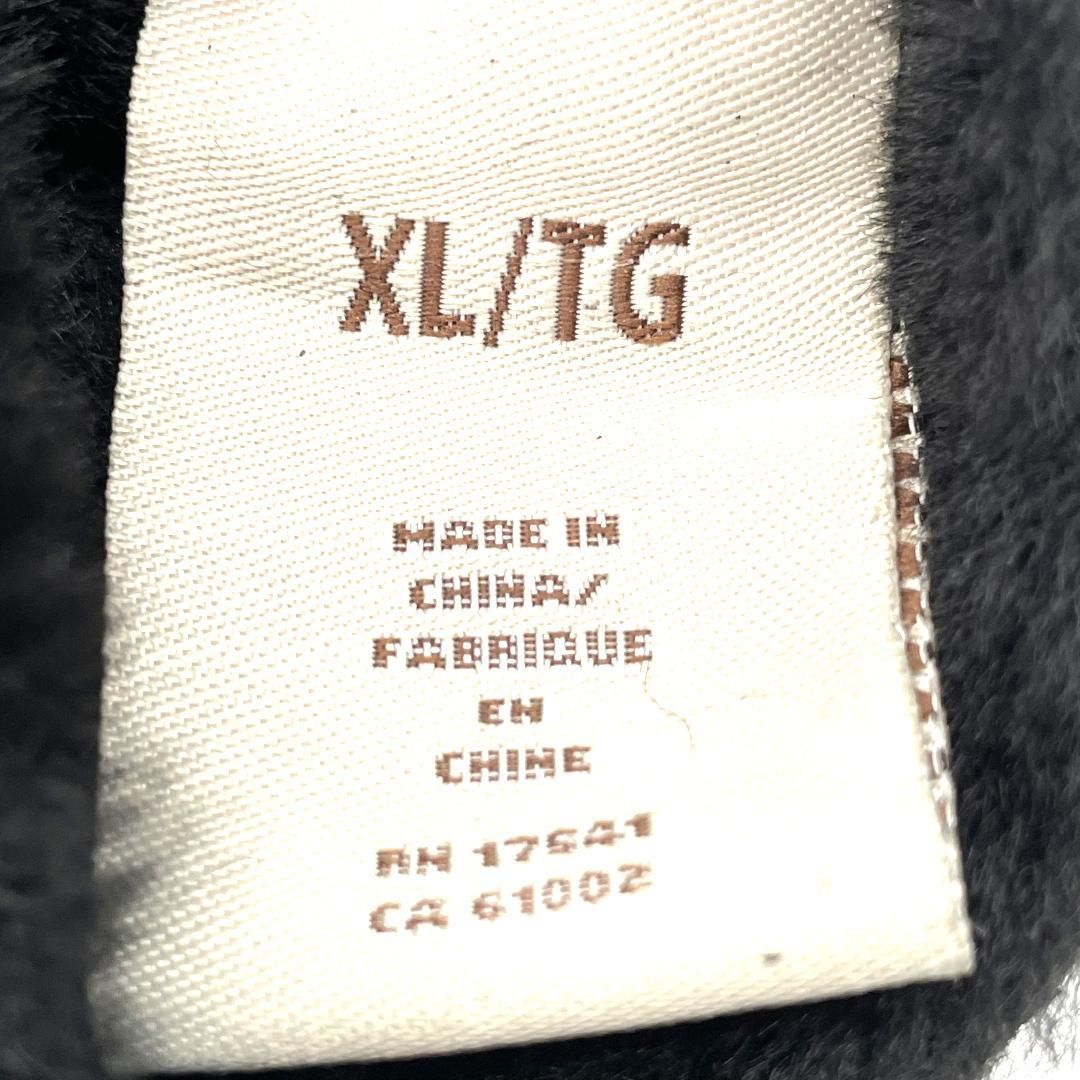 XL/TG
MADE IN
CHINA/
FABRIQUE
EN
CHINE
RN 17541
CA 61002